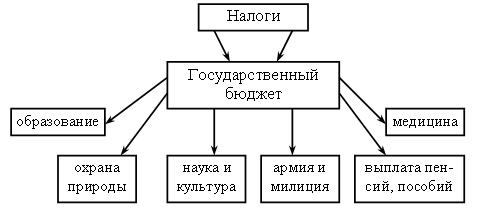 Налоги
Государственный
бюджет
образование
медицина
охрана
природы
наука и
культура
армия и
милиция
выплата пен-
сий, пособий